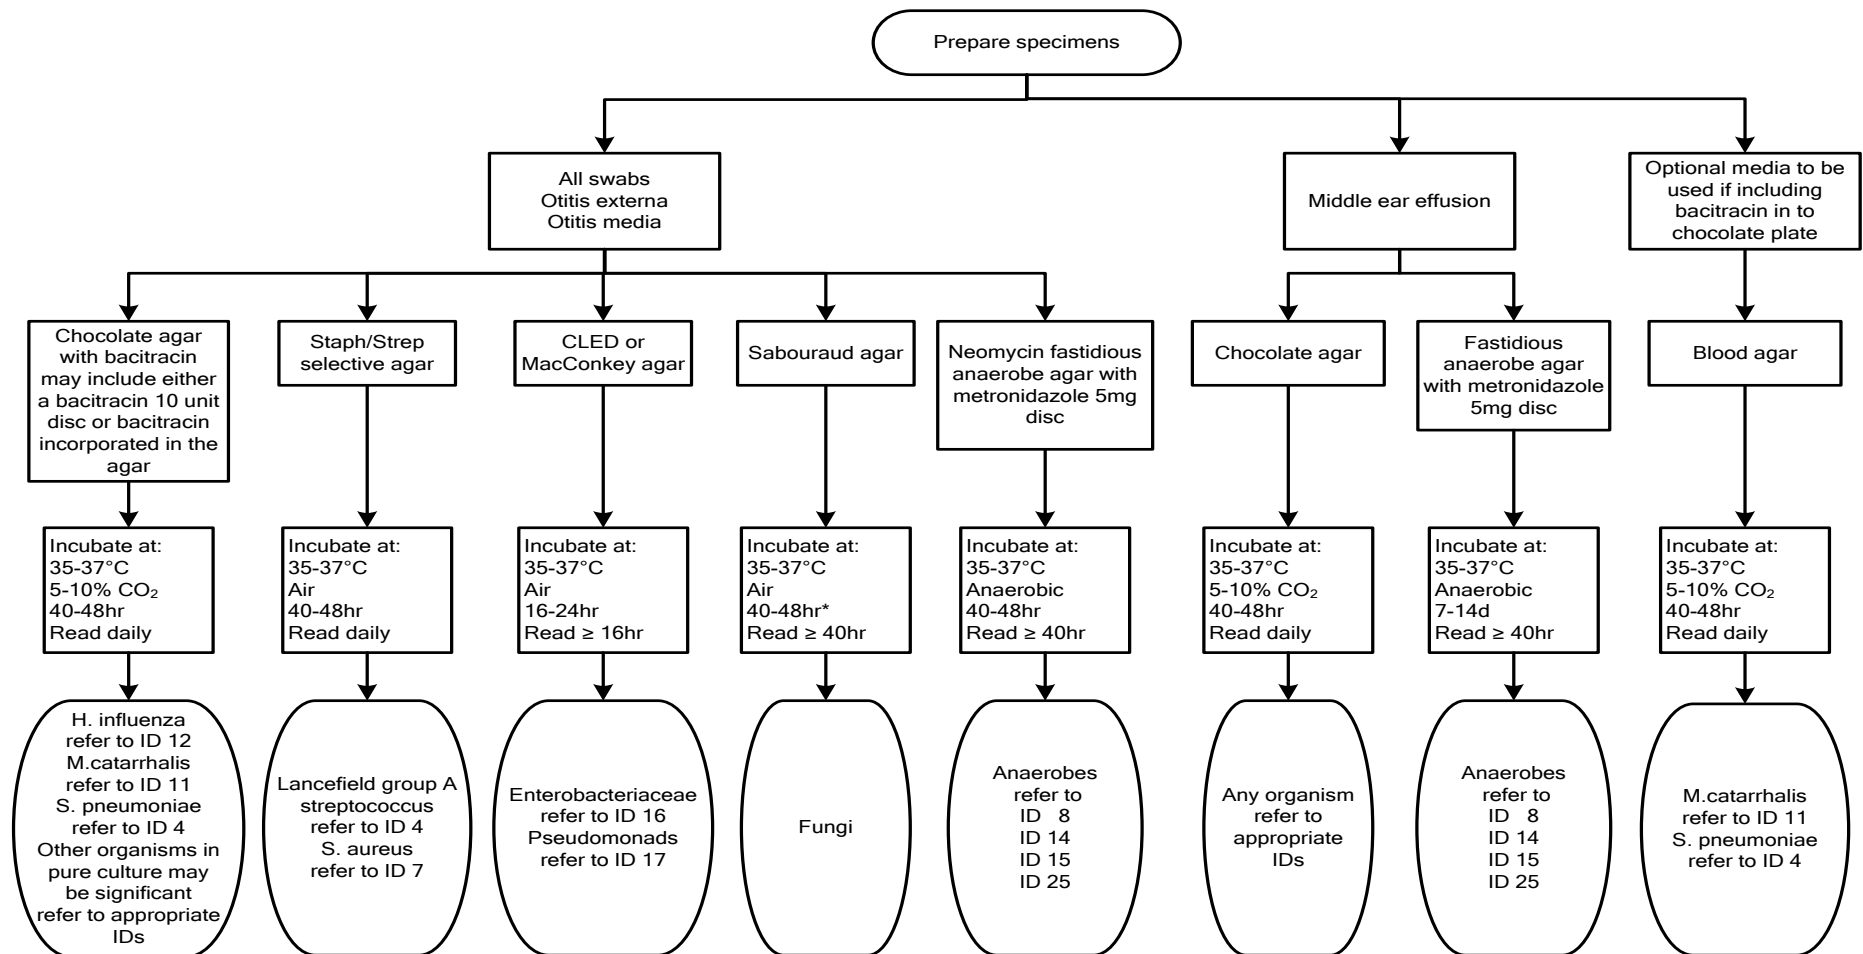 Prepare specimens
All swabs
Otitis externa
Otitis media
Middle ear effusion
Optional media to be
used if including
bacitracin in to
chocolate plate
Chocolate agar
with bacitracin
may include either
a bacitracin 10 unit
disc or bacitracin
incorporated in the
agar
Staph/Strep
selective agar
CLED or
MacConkey agar
Sabouraud agar
Neomycin fastidious
anaerobe agar with
metronidazole 5mg
disc
Chocolate agar
Fastidious
anaerobe agar
with metronidazole
5mg disc
Blood agar
Incubate at:
35-37°C
5-10% CO₂
40-48hr
Read daily
Incubate at:
35-37°C
Air
40-48hr
Read daily
Incubate at:
35-37°C
Air
16-24hr
Read ≥ 16hr
Incubate at:
35-37°C
Air
40-48hr*
Read ≥ 40hr
Incubate at:
35-37°C
Anaerobic
40-48hr
Read ≥ 40hr
Incubate at:
35-37°C
5-10% CO₂
40-48hr
Read daily
Incubate at:
35-37°C
Anaerobic
7-14d
Read ≥ 40hr
Incubate at:
35-37°C
5-10% CO₂
40-48hr
Read daily
H. influenza
refer to ID 12
M.catarrhalis
refer to ID 11
S. pneumoniae
refer to ID 4
Other organisms in
pure culture may
be significant
refer to appropriate
IDs
Lancefield group A
streptococcus
refer to ID 4
S. aureus
refer to ID 7
Enterobacteriaceae
refer to ID 16
Pseudomonads
refer to ID 17
Fungi
Anaerobes
refer to
ID 8
ID 14
ID 15
ID 25
Any organism
refer to
appropriate
IDs
Anaerobes
refer to
ID 8
ID 14
ID 15
ID 25
M.catarrhalis
refer to ID 11
S. pneumoniae
refer to ID 4